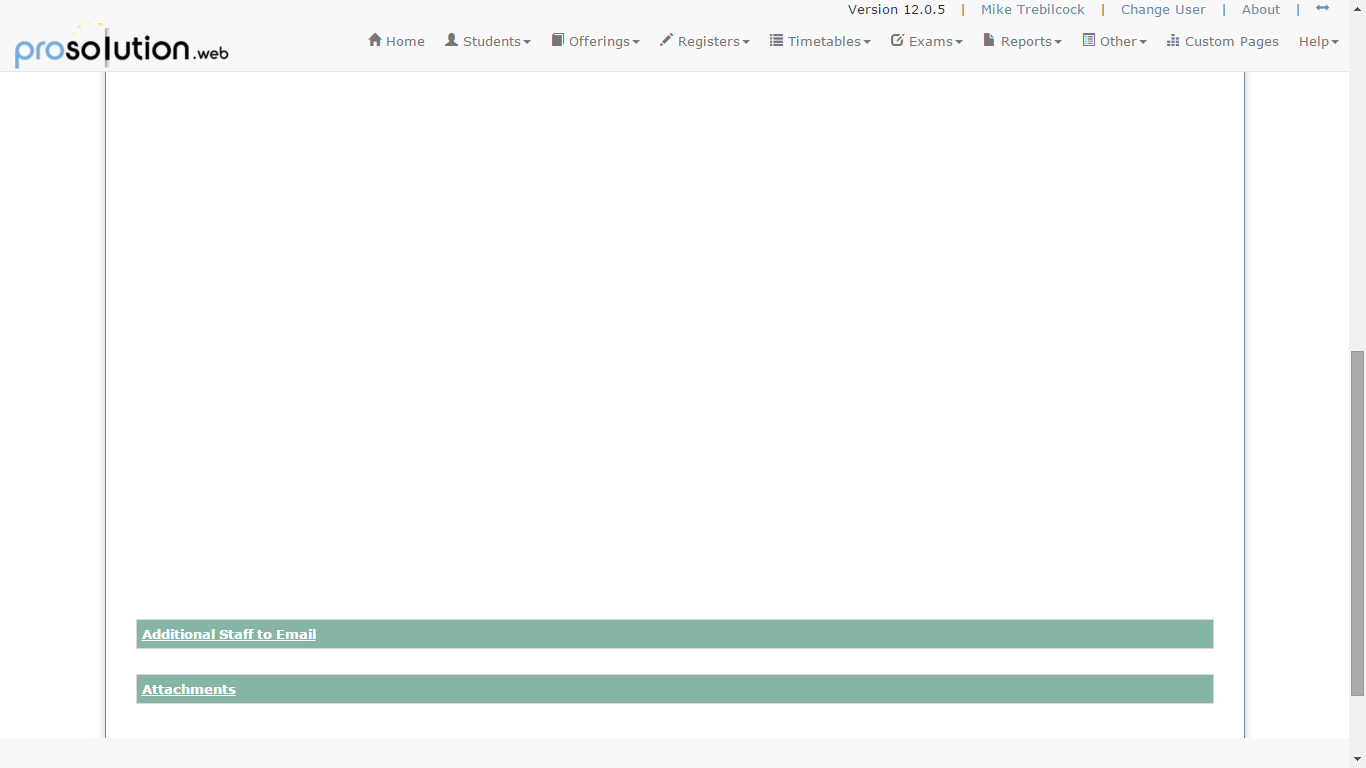 Version 12.0.5 | Mike Trebilcock | Change User | About |
prosolution.web
Home Students Offerings Registers Timetables Exams Reports Other Custom Pages Help
Additional Staff to Email
Attachments